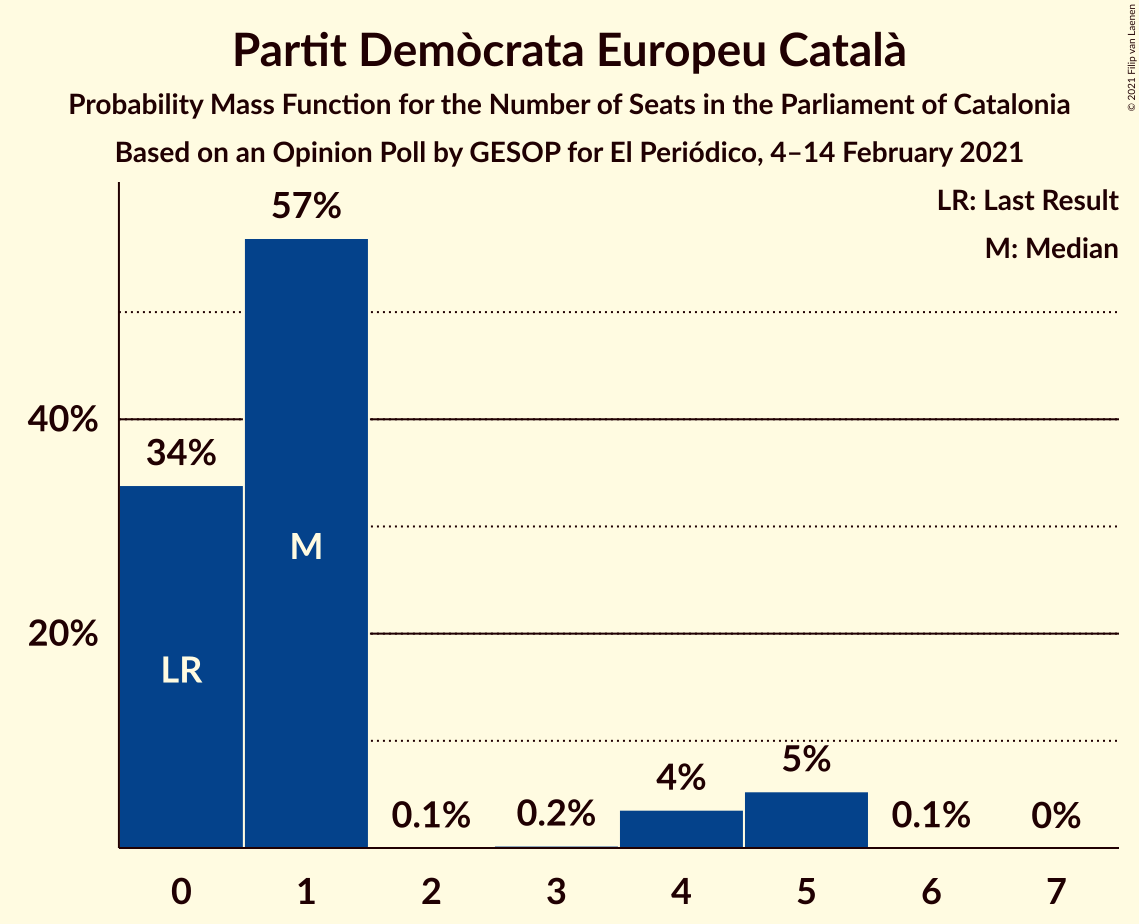 Partit Demòcrata Europeu Català
Probability Mass Function for the Number of Seats in the Parliament of Catalonia
Based on an Opinion Poll by GESOP for El Periódico, 4–14 February 2021
© 2021 Filip van Laenen
LR: Last Result
M: Median
57%
40%
34%
M
20%
LR
5%
4%
0.1%
0.2%
0.1%
0%
0 1 2 3 4 5 6 7